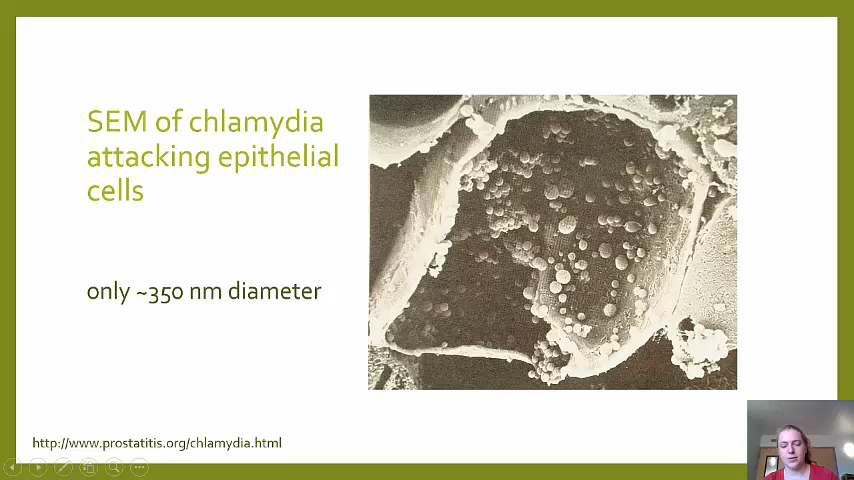 SEM of chlamydia
attacking epithelial
cells
only ~350 nm diameter
http://www.prostatitis.org/chlamydia.html